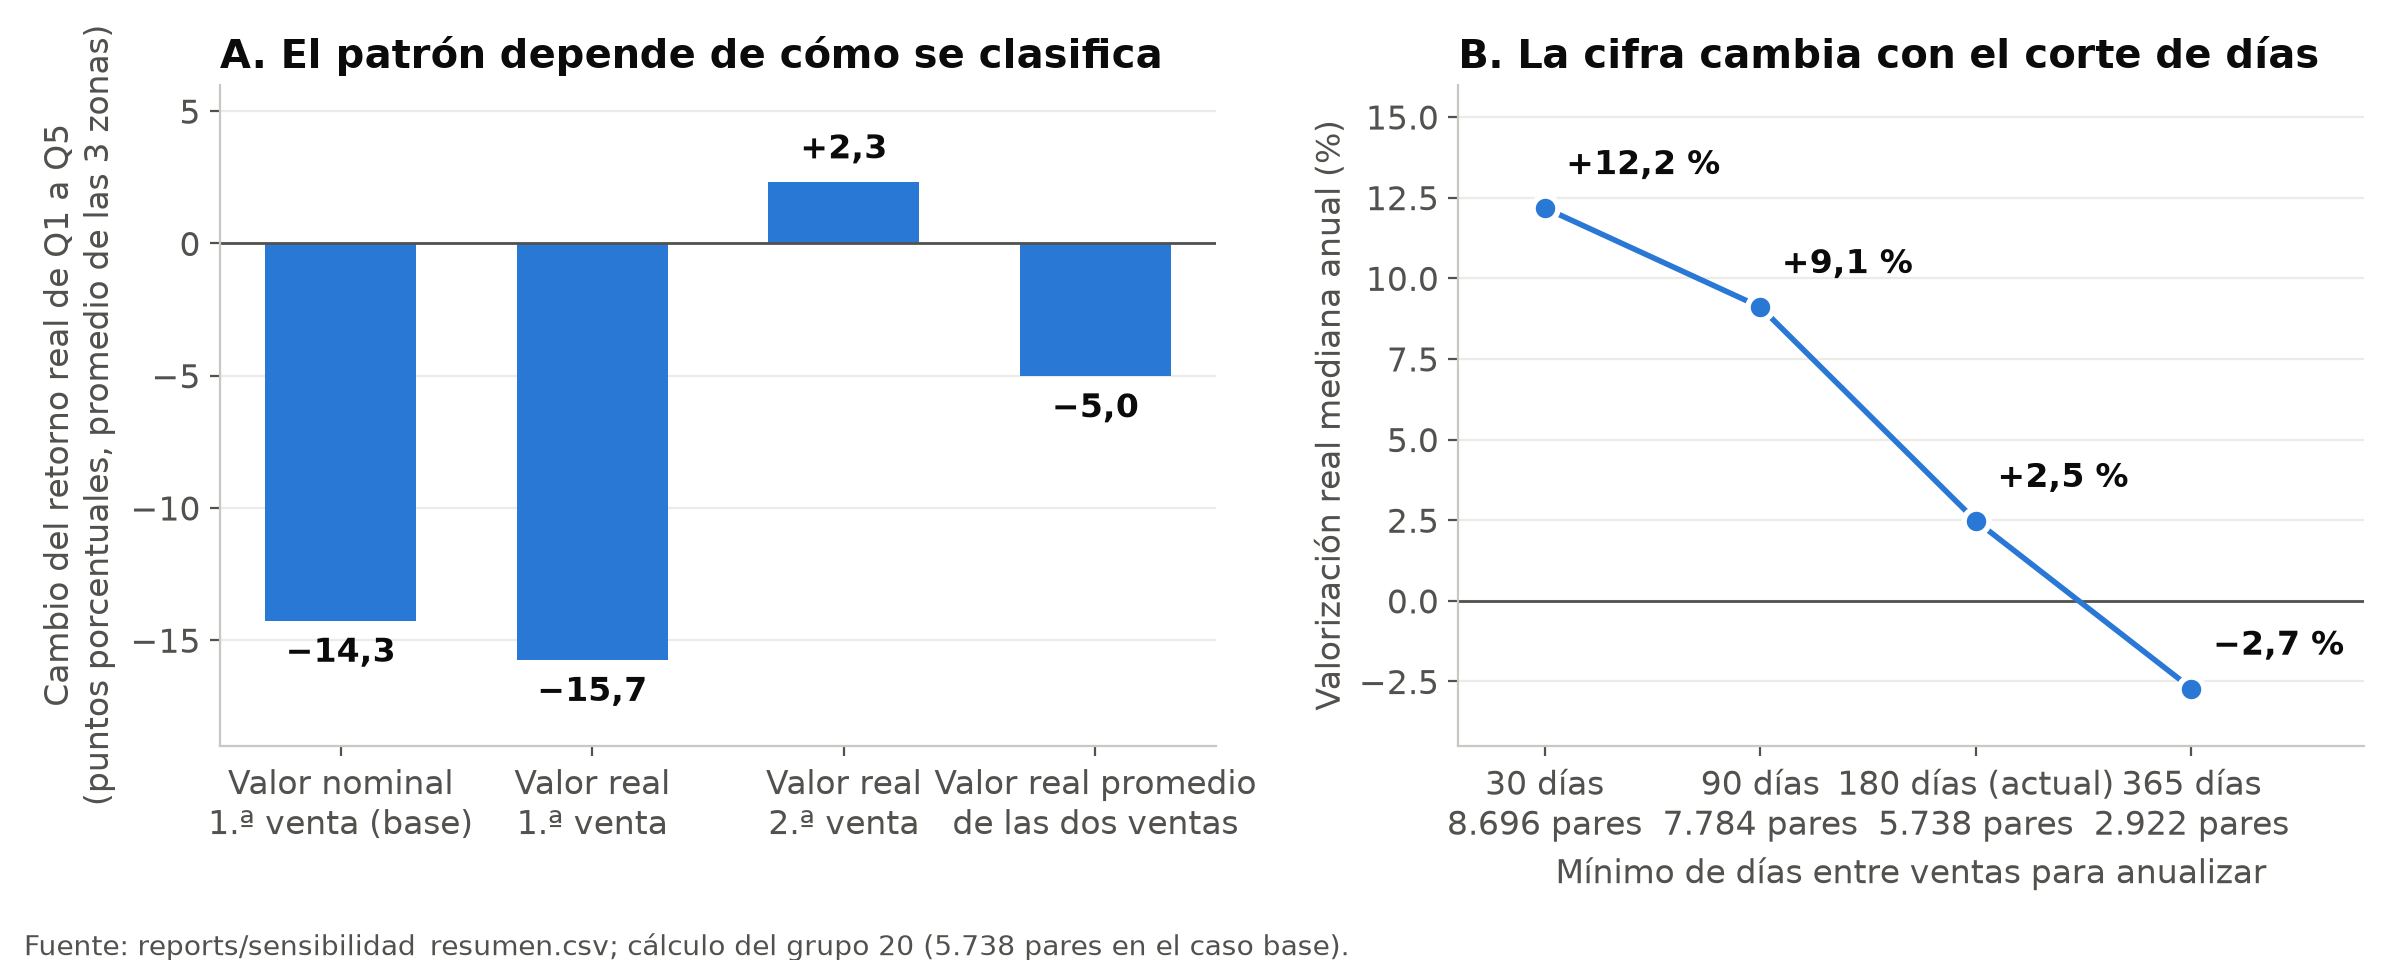 A. El patrón depende de cómo se clasifica
Cambio del retorno real de Q1 a Q5
(puntos porcentuales, promedio de las 3 zonas)
5
0
−5
−10
−15
−14,3
−15,7
+2,3
−5,0
Valor nominal
1.ª venta (base)
Valor real
1.ª venta
Valor real
2.ª venta
Valor real promedio
de las dos ventas
B. La cifra cambia con el corte de días
Valorización real mediana anual (%)
15.0
12.5
10.0
7.5
5.0
2.5
0.0
−2.5
+12,2 %
+9,1 %
+2,5 %
−2,7 %
30 días
8.696 pares
90 días
7.784 pares
180 días (actual)
5.738 pares
365 días
2.922 pares
Mínimo de días entre ventas para anualizar
Fuente: reports/sensibilidad_resumen.csv; cálculo del grupo 20 (5.738 pares en el caso base).